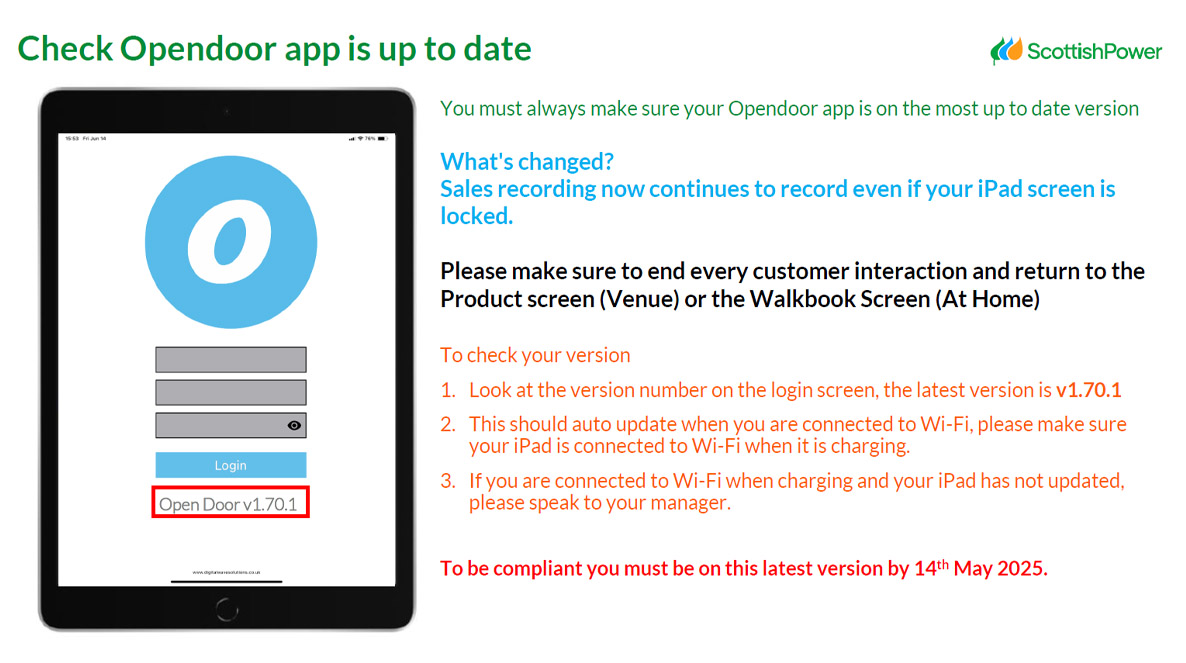 Check Opendoor app is up to date
ScottishPower
You must always make sure your Opendoor app is on the most up to date version
What's changed?
Sales recording now continues to record even if your iPad screen is
locked.
Please make sure to end every customer interaction and return to the
Product screen (Venue) or the Walkbook Screen (At Home)
To check your version
1. Look at the version number on the login screen, the latest version is v1.70.1
2. This should auto update when you are connected to Wi-Fi, please make sure
your iPad is connected to Wi-Fi when it is charging.
3. If you are connected to Wi-Fi when charging and your iPad has not updated,
please speak to your manager.
To be compliant you must be on this latest version by 14th May 2025.
15:53 Fri Jun 14
76%
O
Login
Open Door v1.70.1